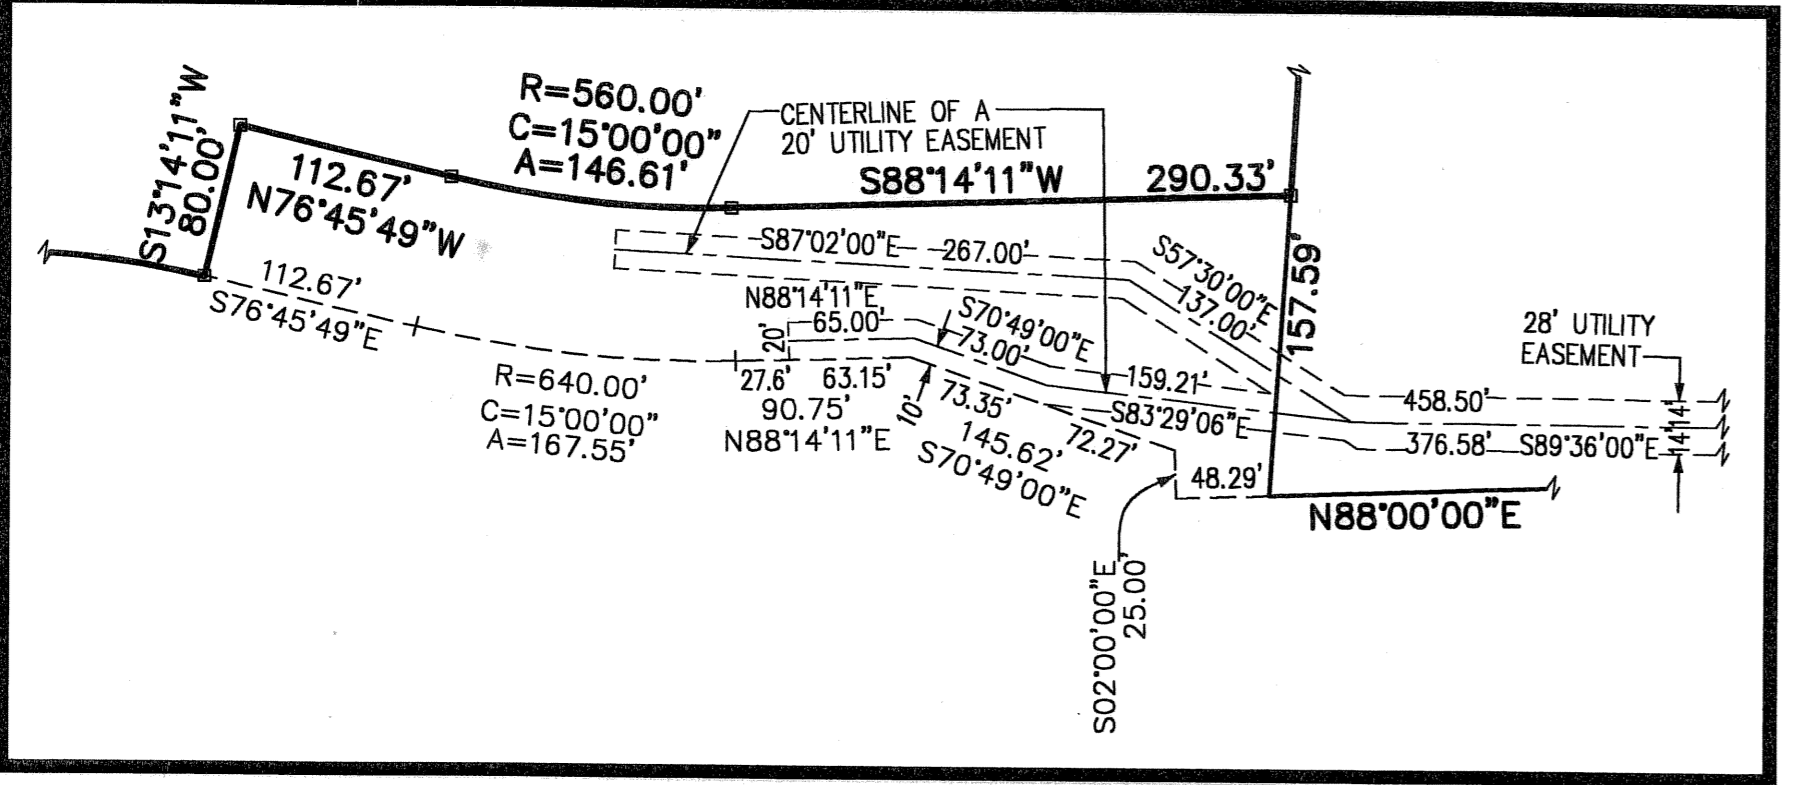 S13°14'11"W
80.00'
112.67'
N76°45'49"W
R=560.00'
C=15°00'00"
A=146.61'
CENTERLINE OF A
20' UTILITY EASEMENT
S88°14'11"W
290.33'
157.59'
112.67'
S76°45'49"E
R=640.00'
C=15°00'00"
A=167.55'
S87°02'00"E
267.00'
S57°30'00"E
137.00'
N88°14'11"E
65.00'
20'
S70°49'00"E
73.00'
159.21'
S83°29'06"E
27.6'
63.15'
90.75'
N88°14'11"E
10'
73.35'
72.27'
145.62'
S70°49'00"E
48.29'
S02°00'00"E
25.00'
28' UTILITY
EASEMENT
458.50'
14'
14'
376.58'
S89°36'00"E
N88°00'00"E